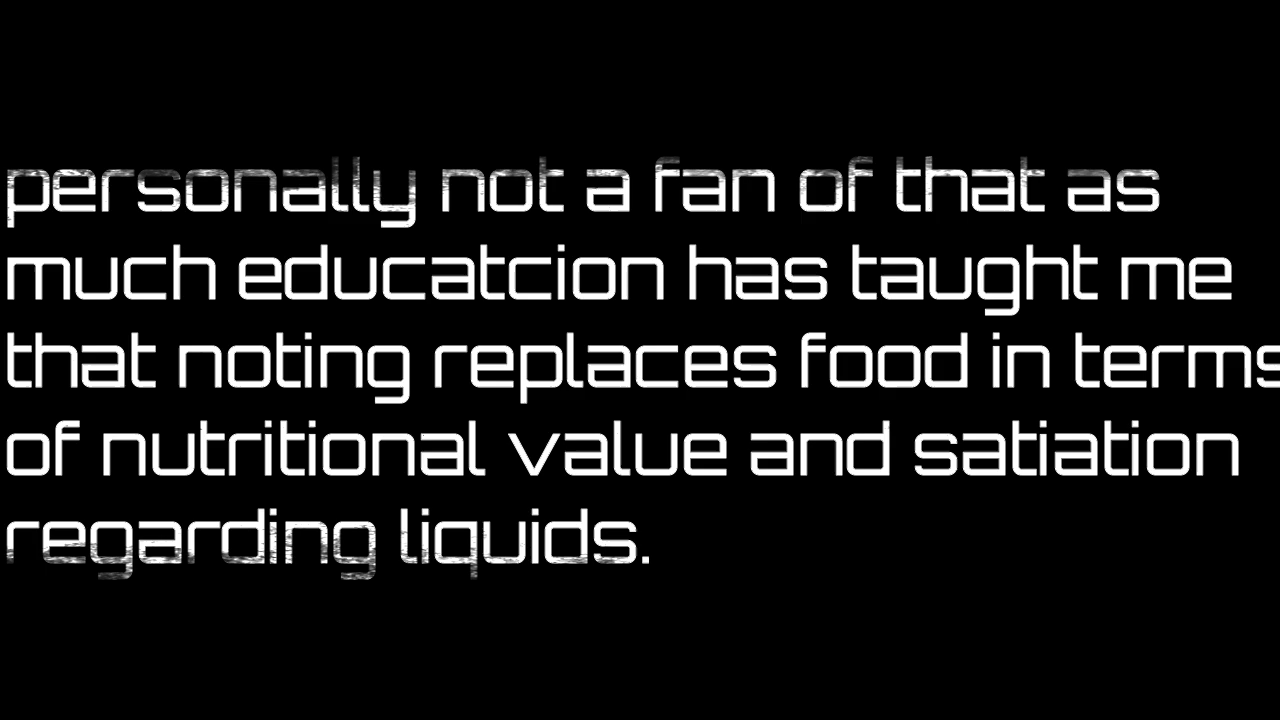 personally not a fan of that as
much educatcion has taught me
that noting replaces food in terms
of nutritional value and satiation
regarding liquids.